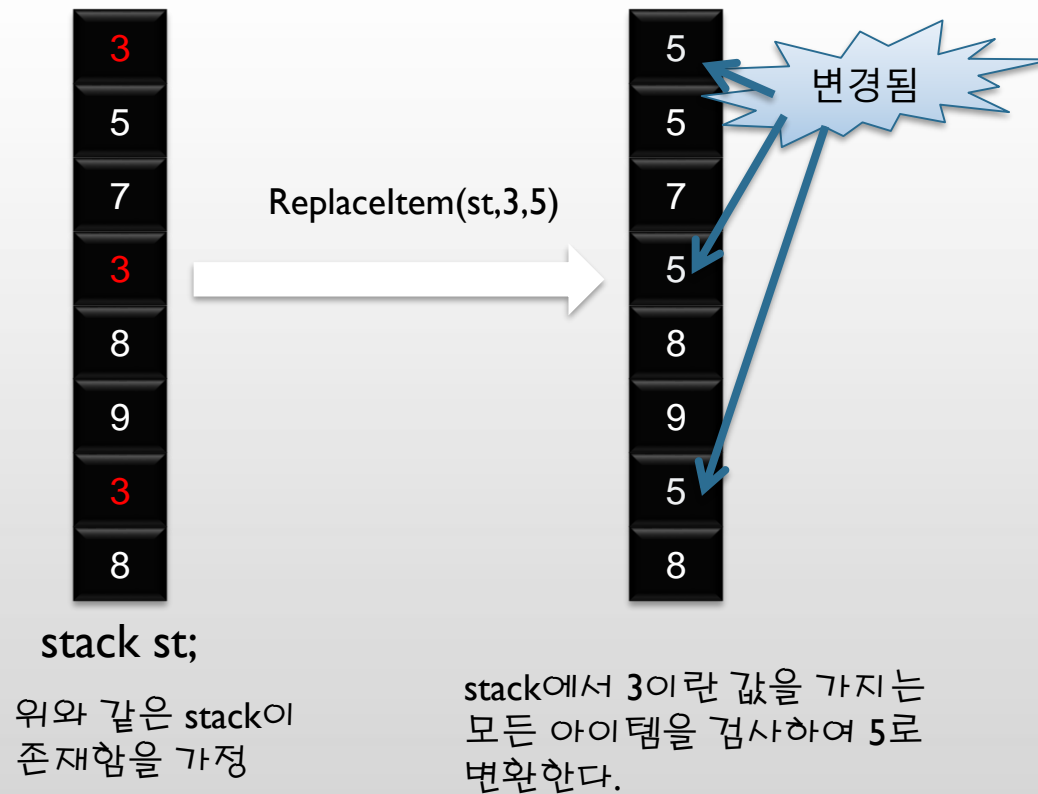 3
5
7
3
8
9
3
8
ReplaceItem(st,3,5)
5
5
7
5
8
9
5
8
변경됨
stack st;
위와 같은 stack이
존재함을 가정
stack에서 3이란 값을 가지는
모든 아이템을 검사하여 5로
변환한다.